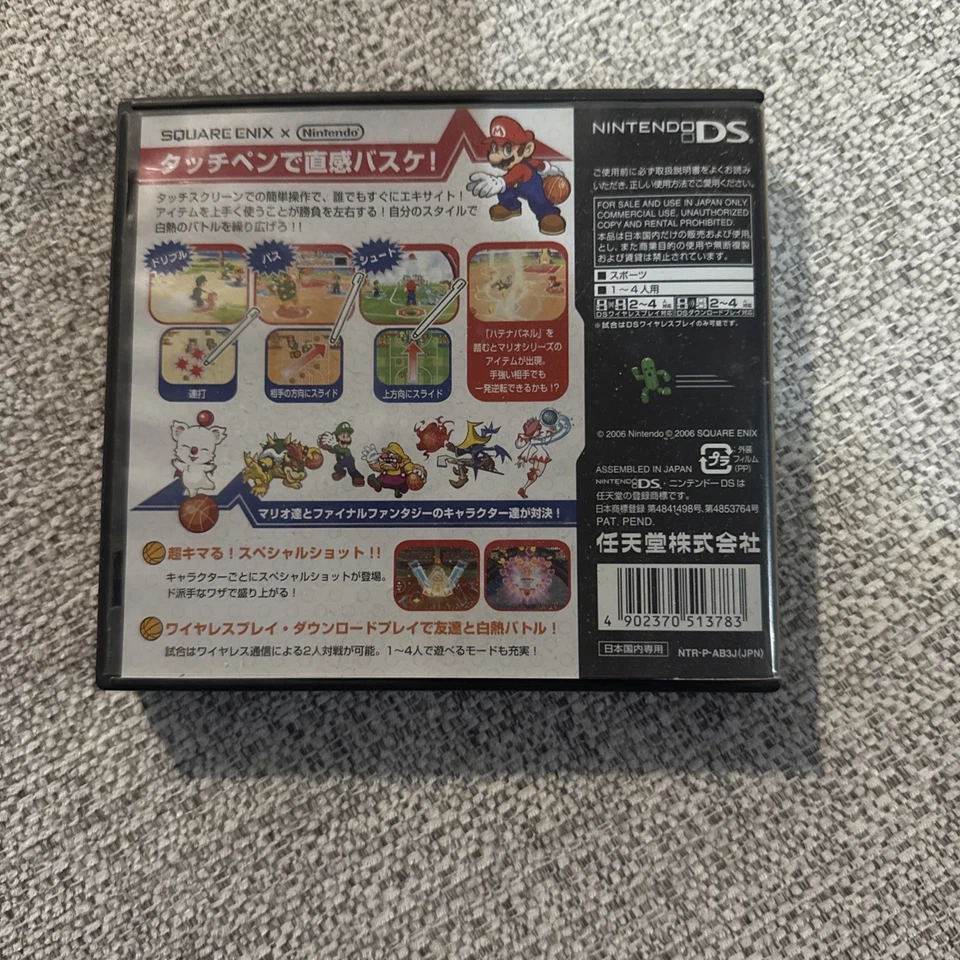 SQUARE ENIX × Nintendo
タッチペンで直感バスケ!
タッチスクリーンでの簡単操作で、誰でもすぐにエキサイト!
アイテムを上手く使うことが勝負を左右する!自分のスタイルで
白熱のバトルを繰り広げろ!!
ドリブル
パス
シュート
連打
相手の方向にスライド
上方向にスライド
「ハテナパネル」を
踏むとマリオシリーズの
アイテムが出現。
手強い相手でも
一発逆転できるかも!?
マリオ達とファイナルファンタジーのキャラクター達が対決!
超キマる!スペシャルショット!!
キャラクターごとにスペシャルショットが登場。
ド派手なワザで盛り上がる!
ワイヤレスプレイ・ダウンロードプレイで友達と白熱バトル!
試合はワイヤレス通信による2人対戦が可能。1~4人で遊べるモードも充実!
NINTENDO DS
ご使用前に必ず取扱説明書をよくお読み
いただき、正しい使用方法でご愛用ください。
FOR SALE AND USE IN JAPAN ONLY.
COMMERCIAL USE, UNAUTHORIZED
COPY AND RENTAL PROHIBITED.
本品は日本国内だけの販売および使用
とし、また商業目的の使用や無断複製
および賃貸は禁止されています。
■ スポーツ
■ 1~4人用
2~4人 対応 2~4人 対応
DSワイヤレスプレイ対応 DSダウンロードプレイ対応
※試合はDSワイヤレスプレイのみ可能です。
© 2006 Nintendo © 2006 SQUARE ENIX
ASSEMBLED IN JAPAN
プラ
外装
フィルム
(PP)
NINTENDO DS・ニンテンドーDSは
任天堂の登録商標です。
日本商標登録 第4841498号、第4853764号
PAT. PEND.
任天堂株式会社
4 902370 513783
日本国内専用
NTR-P-AB3J(JPN)